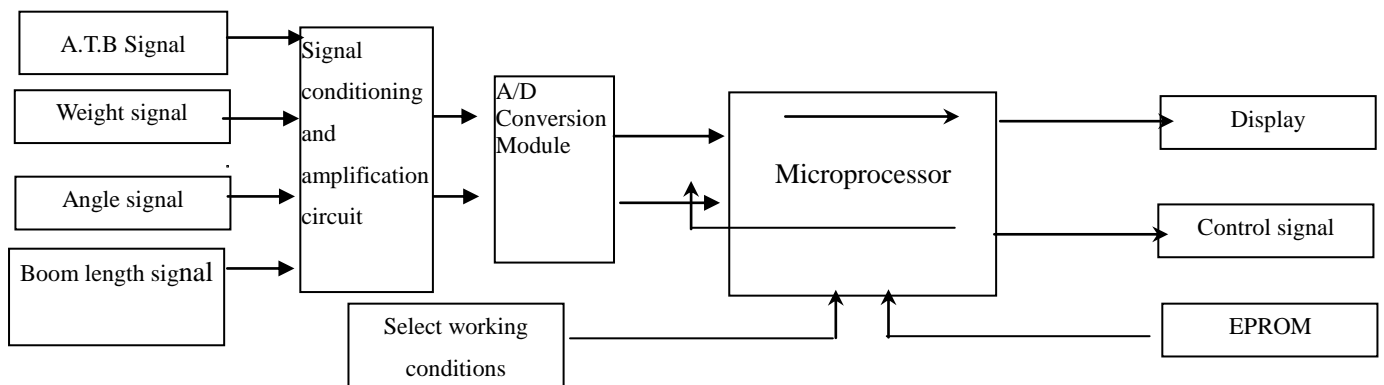 A.T.B Signal
Weight signal
Angle signal
Boom length signal
Signal
conditioning
and
amplification
circuit
A/D
Conversion
Module
Microprocessor
Display
Control signal
EPROM
Select working
conditions